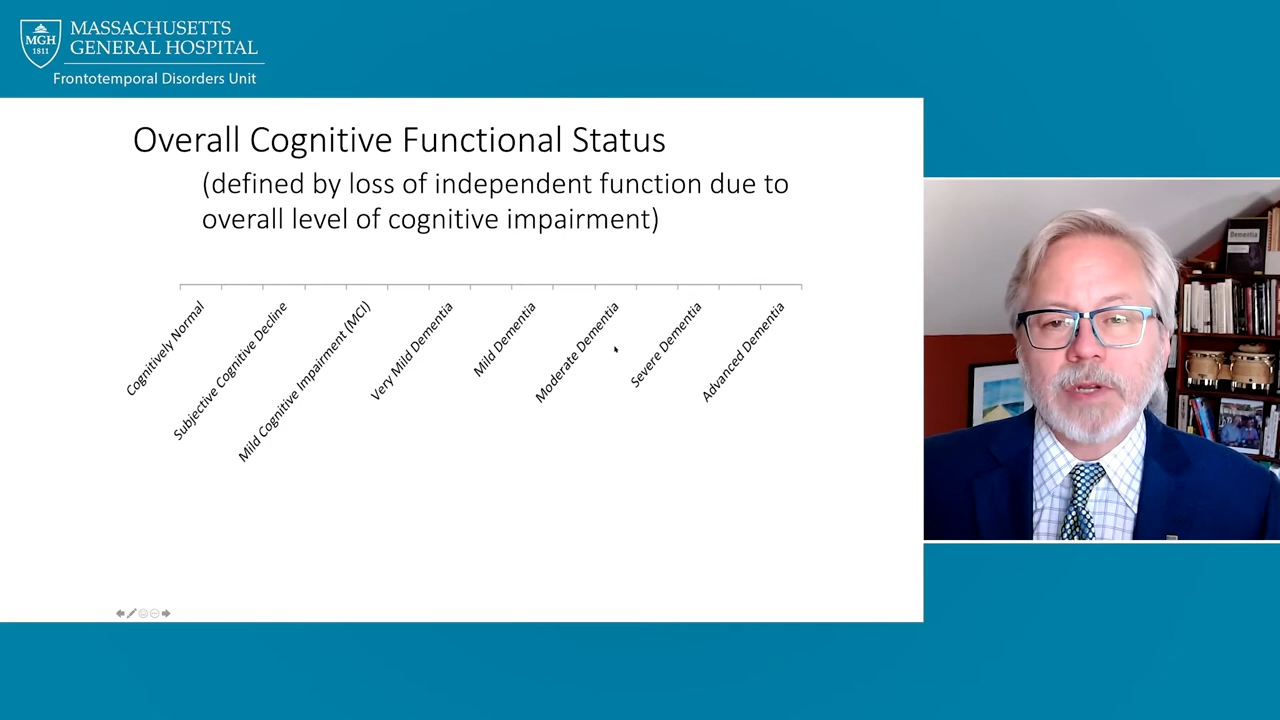 MASSACHUSETTS
GENERAL HOSPITAL
MGH
1811
Frontotemporal Disorders Unit
Overall Cognitive Functional Status
(defined by loss of independent function due to
overall level of cognitive impairment)
Cognitively Normal
Subjective Cognitive Decline
Mild Cognitive Impairment (MCI)
Very Mild Dementia
Mild Dementia
Moderate Dementia
Severe Dementia
Advanced Dementia
Dementia